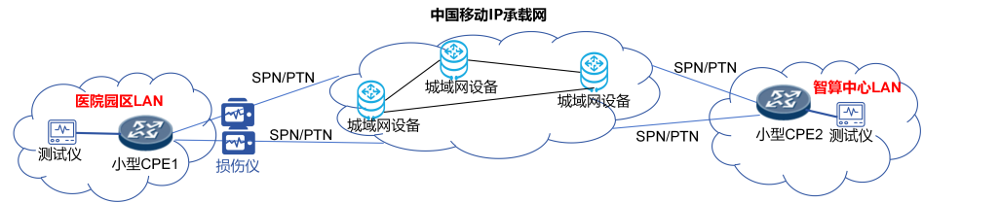 中国移动IP承载网
SPN/PTN
SPN/PTN
医院园区LAN
城域网设备
智算中心LAN
城域网设备
城域网设备
SPN/PTN
SPN/PTN
测试仪
小型CPE1
小型CPE2
测试仪
损伤仪